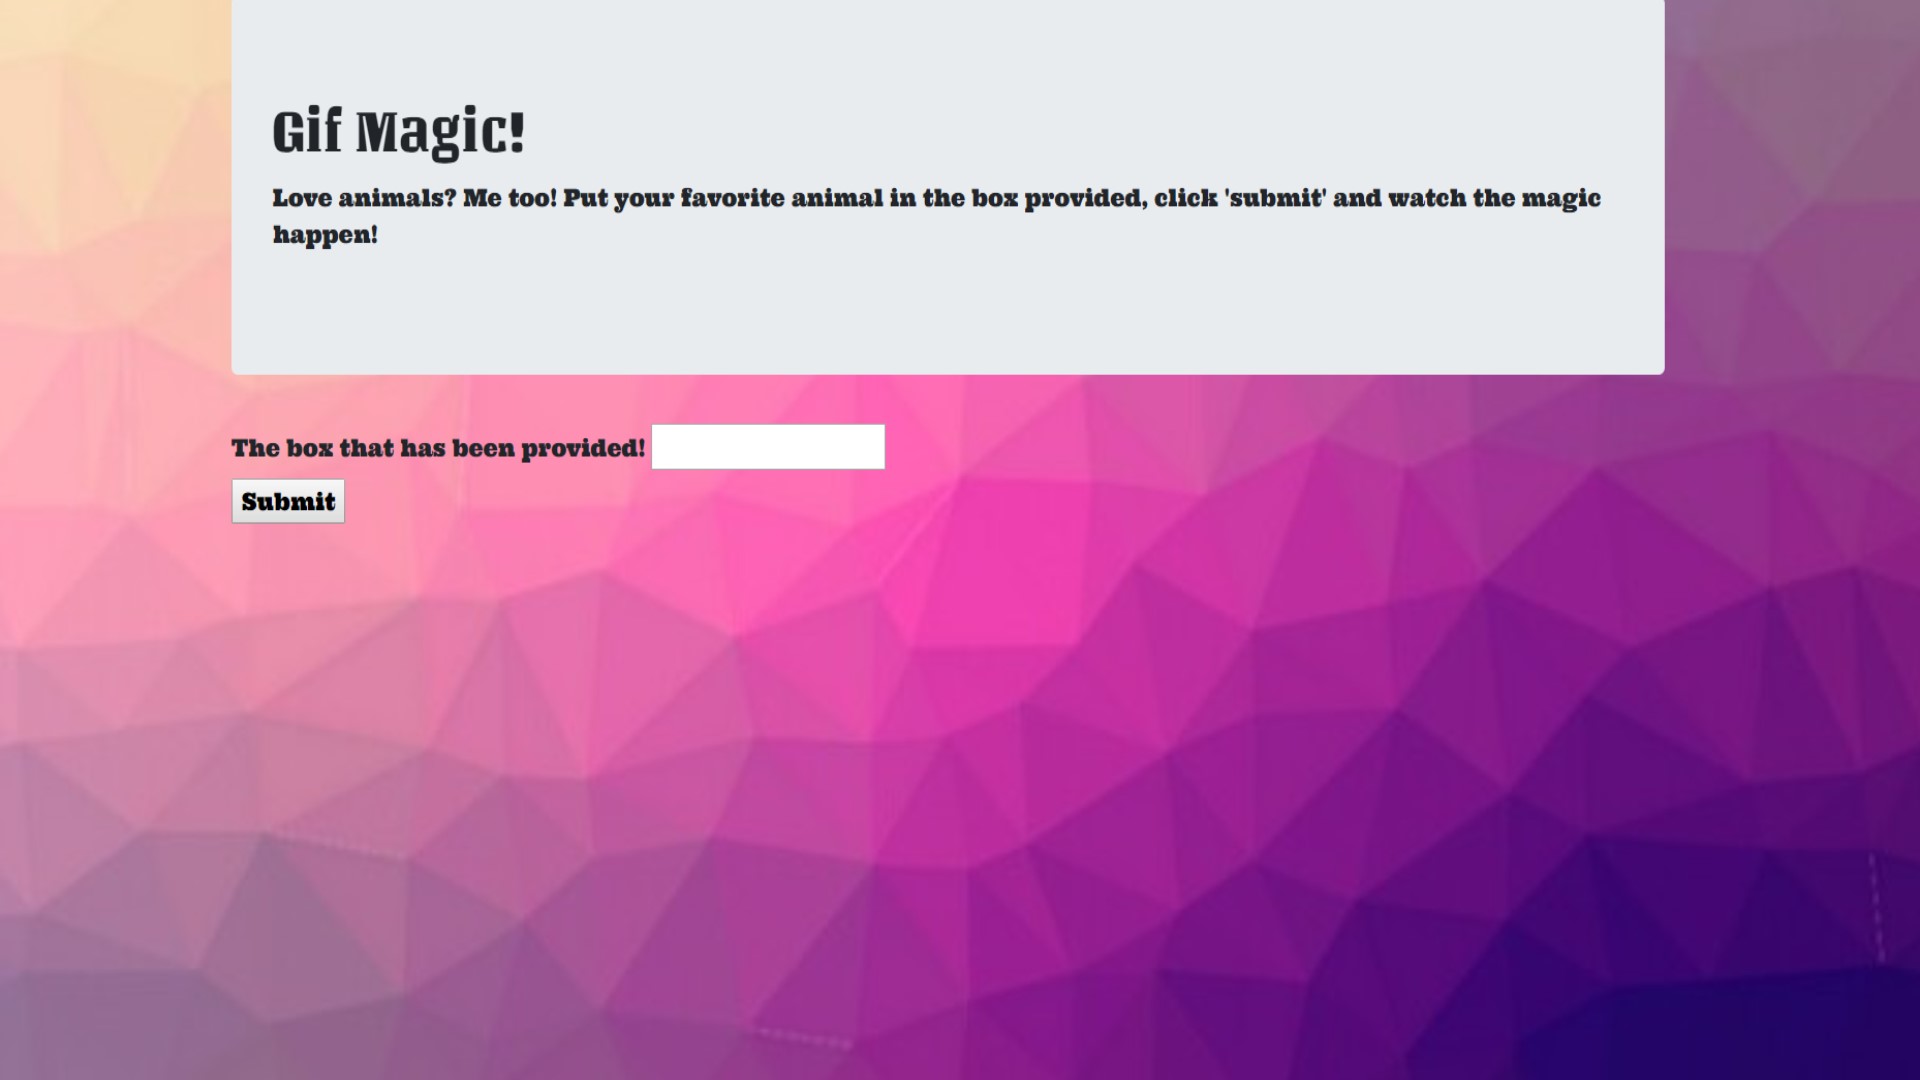 Gif Magic!
Love animals? Me too! Put your favorite animal in the box provided, click 'submit' and watch the magic
happen!
The box that has been provided!
Submit